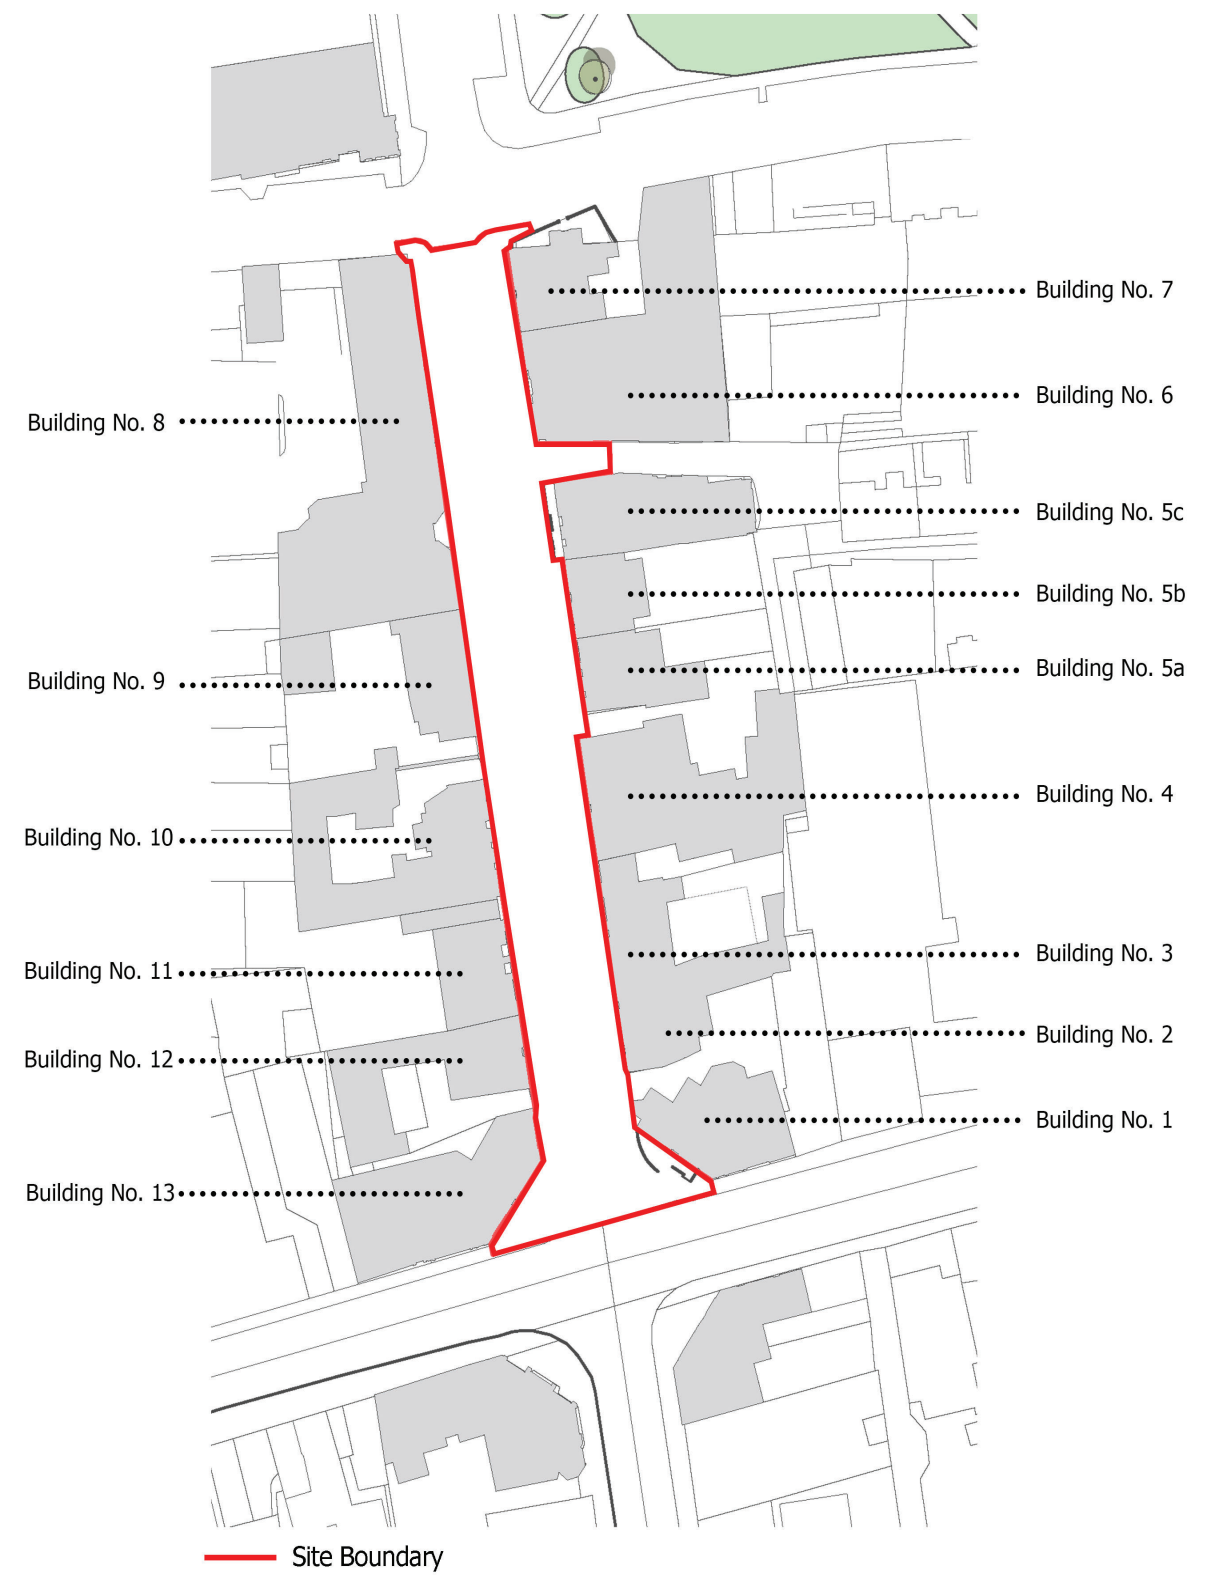 Building No. 7
Building No. 6
Building No. 8
Building No. 5c
Building No. 5b
Building No. 5a
Building No. 9
Building No. 4
Building No. 10
Building No. 3
Building No. 11
Building No. 2
Building No. 12
Building No. 1
Building No. 13
Site Boundary